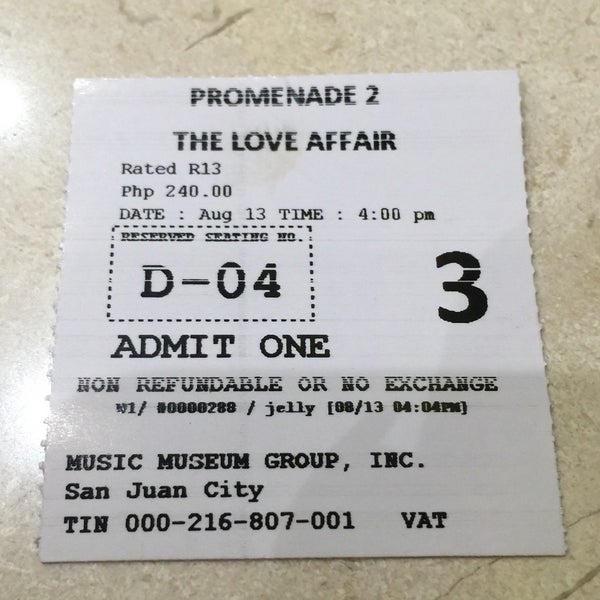 PROMENADE 2
THE LOVE AFFAIR
Rated R13
Php 240.00
DATE : Aug 13 TIME : 4:00 pm
RESERVED SEATING NO.
D-04
3
ADMIT ONE
NON REFUNDABLE OR NO EXCHANGE
W1/ #0000288 / jelly [08/13 04:04PM]
MUSIC MUSEUM GROUP, INC.
San Juan City
TIN 000-216-807-001 VAT